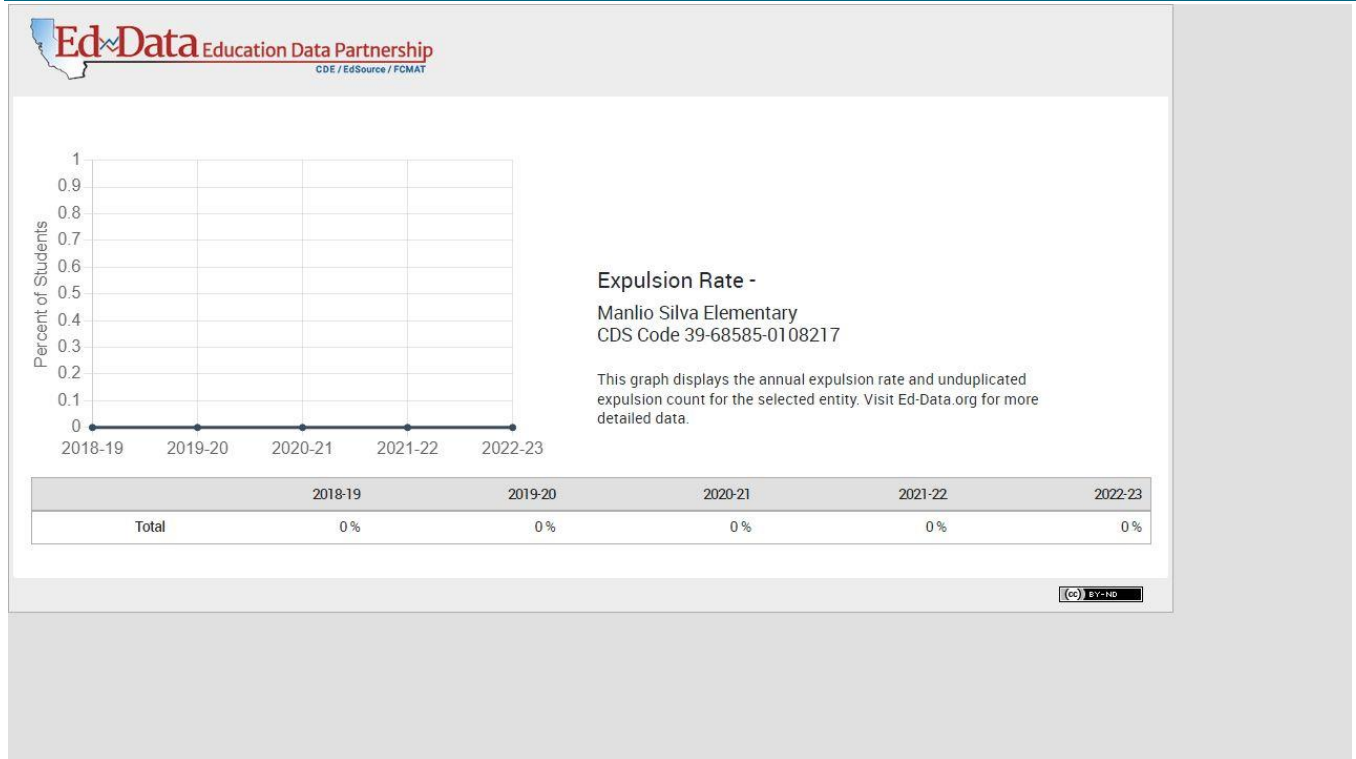 Ed Data Education Data Partnership
CDE / EdSource / FCMAT
1
0.9
0.8
0.7
0.6
0.5
0.4
0.3
0.2
0.1
0
Percent of Students
2018-19 2019-20 2020-21 2021-22 2022-23
Expulsion Rate -
Manlio Silva Elementary
CDS Code 39-68585-0108217
This graph displays the annual expulsion rate and unduplicated
expulsion count for the selected entity. Visit Ed-Data.org for more
detailed data.
2018-19 2019-20 2020-21 2021-22 2022-23
Total 0 % 0 % 0 % 0 % 0 %
(cc) BY-ND